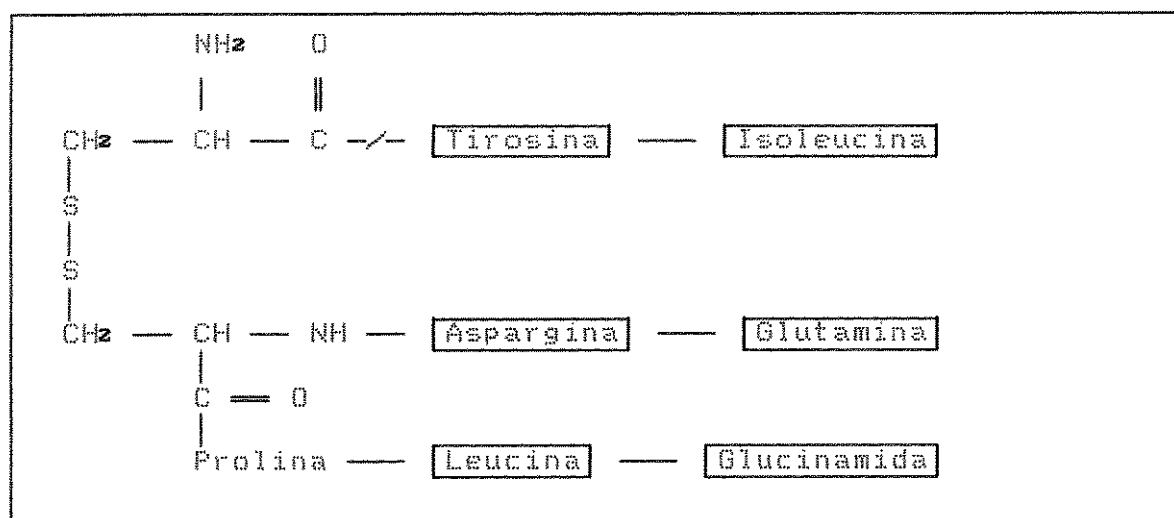 NH2 O
CH2 — CH — C -/- Tirosina — Isoleucina
S
S
CH2 — CH — NH — Aspargina — Glutamina
C = O
Prolina — Leucina — Glucinamida